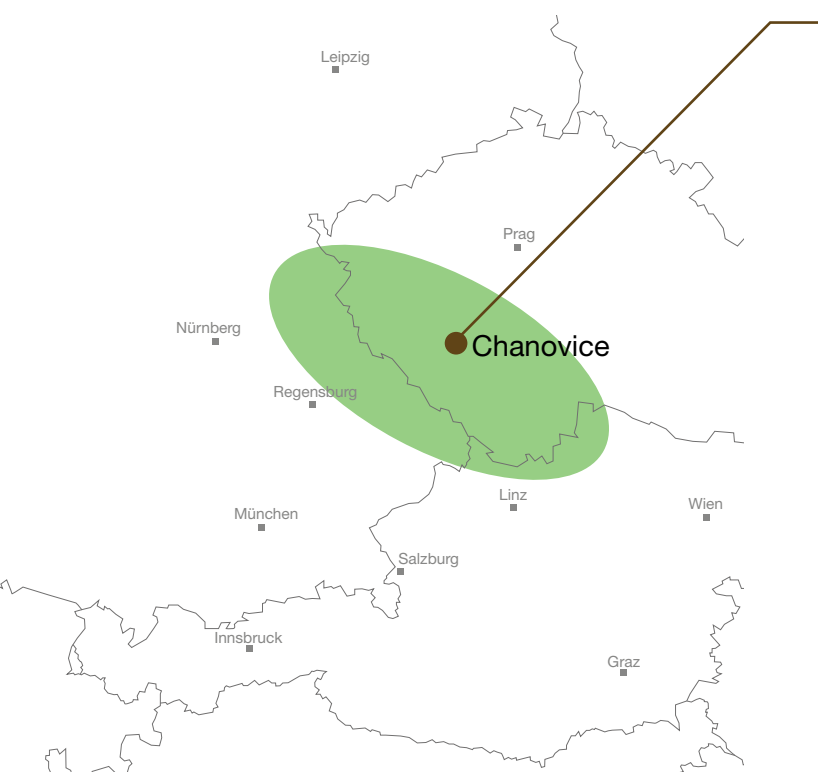 Leipzig
Prag
Nürnberg
Chanovice
Regensburg
Linz
Wien
München
Salzburg
Innsbruck
Graz